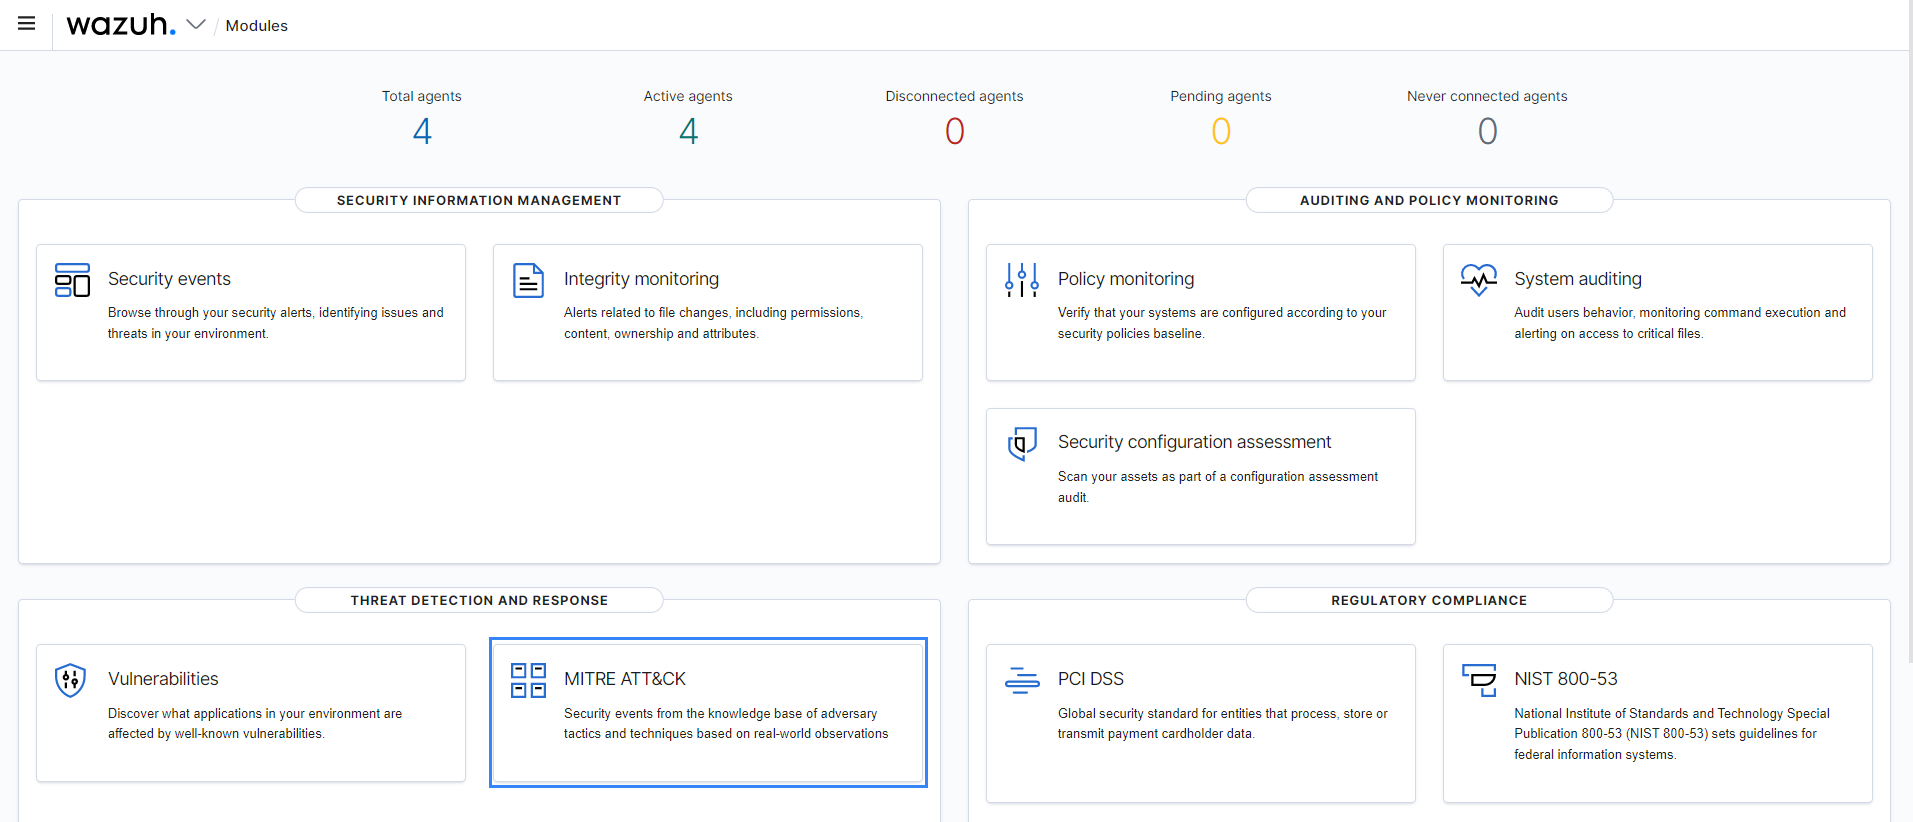 wazuh. / Modules
Total agents
4
Active agents
4
Disconnected agents
0
Pending agents
0
Never connected agents
0
SECURITY INFORMATION MANAGEMENT
Security events
Browse through your security alerts, identifying issues and
threats in your environment.
Integrity monitoring
Alerts related to file changes, including permissions,
content, ownership and attributes.
AUDITING AND POLICY MONITORING
Policy monitoring
Verify that your systems are configured according to your
security policies baseline.
System auditing
Audit users behavior, monitoring command execution and
alerting on access to critical files.
Security configuration assessment
Scan your assets as part of a configuration assessment
audit.
THREAT DETECTION AND RESPONSE
Vulnerabilities
Discover what applications in your environment are
affected by well-known vulnerabilities.
MITRE ATT&CK
Security events from the knowledge base of adversary
tactics and techniques based on real-world observations
REGULATORY COMPLIANCE
PCI DSS
Global security standard for entities that process, store or
transmit payment cardholder data.
NIST 800-53
National Institute of Standards and Technology Special
Publication 800-53 (NIST 800-53) sets guidelines for
federal information systems.